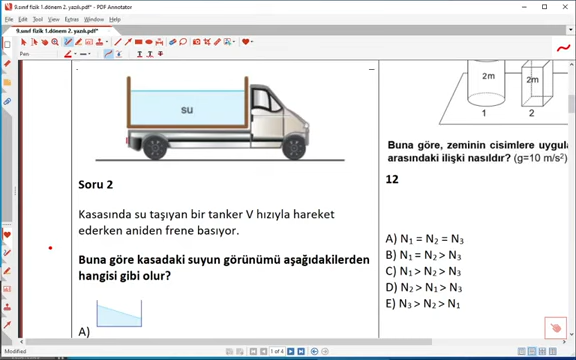 9.sınıf fizik 1.dönem 2. yazılı.pdf* - PDF Annotator
File Edit Tool View Extras Window Help
9.sınıf fizik 1.dönem 2. yazılı.pdf*
Pen
su
Soru 2
Kasasında su taşıyan bir tanker V hızıyla hareket
ederken aniden frene basıyor.
Buna göre kasadaki suyun görünümü aşağıdakilerden
hangisi gibi olur?
A)
2m
2m
1
2
Buna göre, zeminin cisimlere uygula
arasındaki ilişki nasıldır? (g=10 m/s²)
12
A) N₁ = N₂ = N₃
B) N₁ = N₂ > N₃
C) N₁ > N₂ > N₃
D) N₂ > N₁ > N₃
E) N₃ > N₂ > N₁
Modified
1 of 4